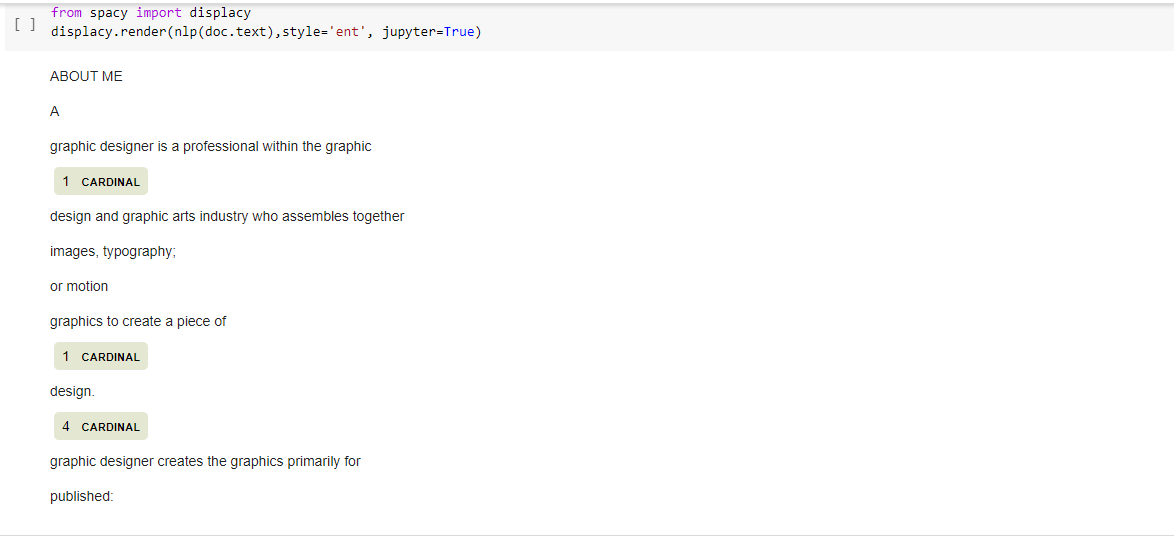 from spacy import displacy
[ ] displacy.render(nlp(doc.text),style='ent', jupyter=True)
ABOUT ME
A
graphic designer is a professional within the graphic
1 CARDINAL
design and graphic arts industry who assembles together
images, typography;
or motion
graphics to create a piece of
1 CARDINAL
design.
4 CARDINAL
graphic designer creates the graphics primarily for
published: